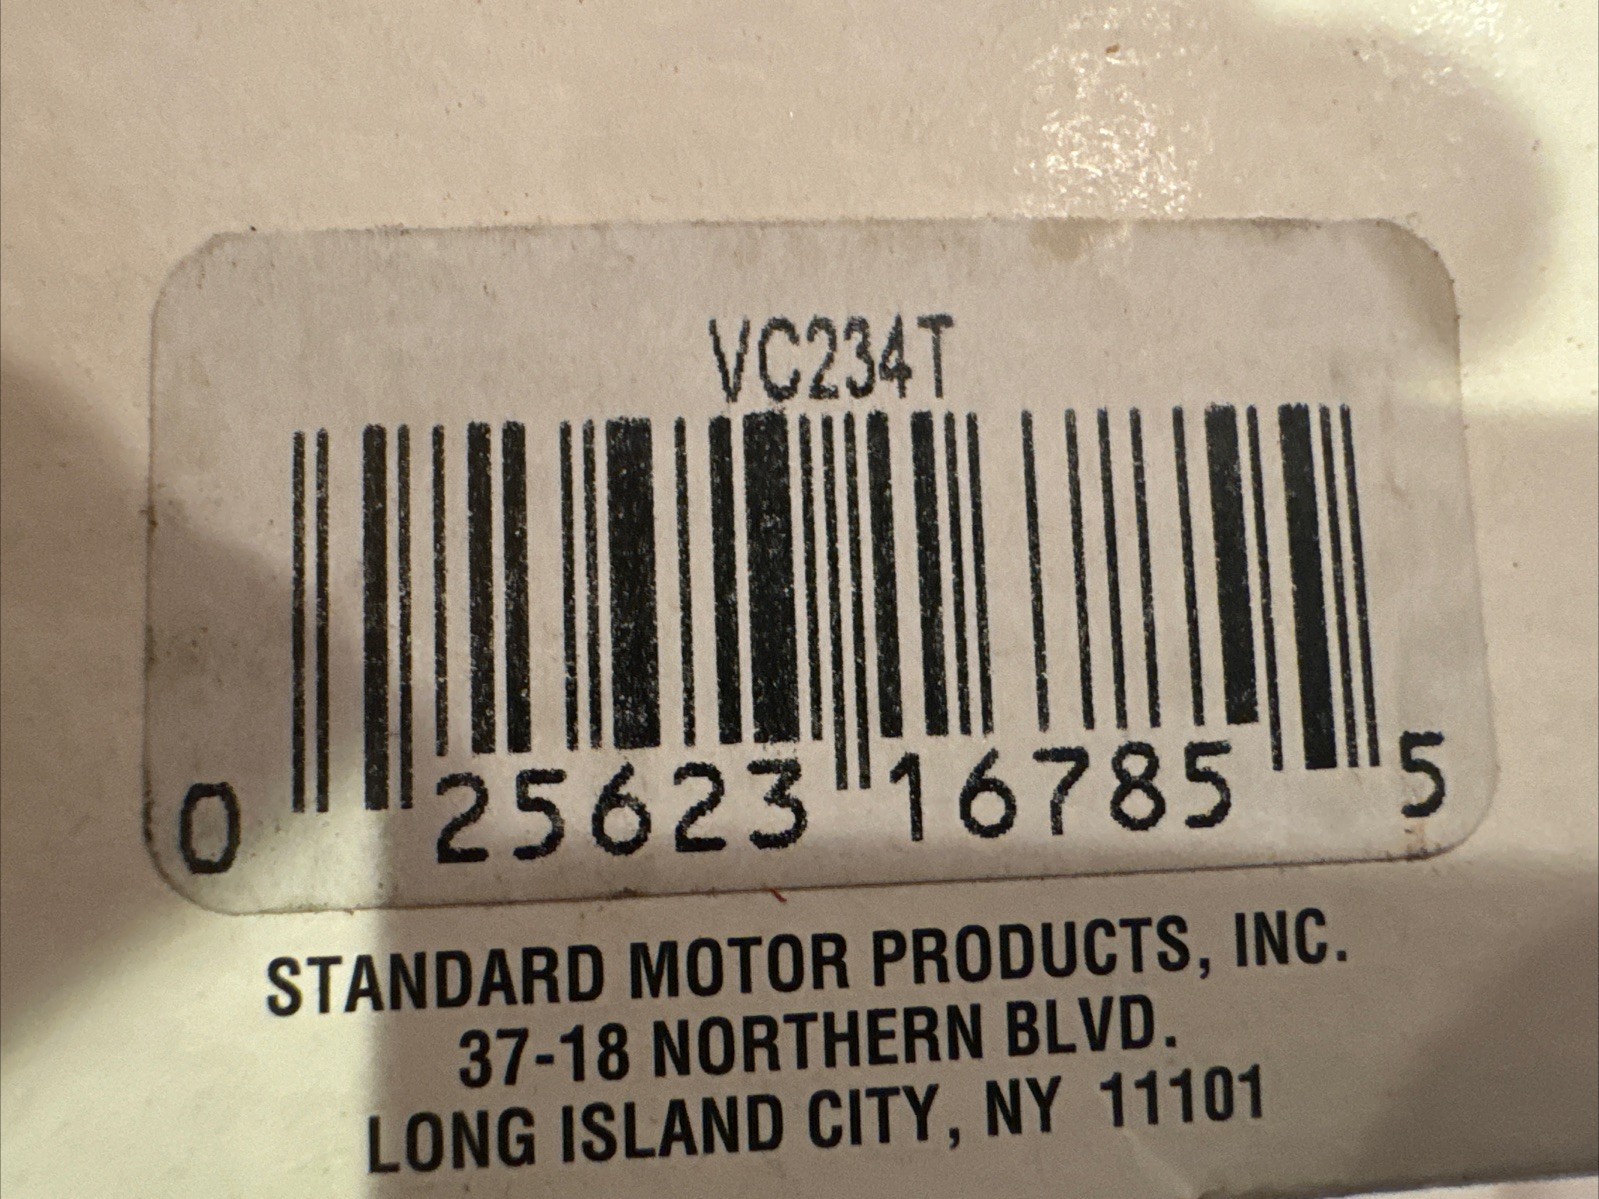 VC234T
0 25623 16785 5
STANDARD MOTOR PRODUCTS, INC.
37-18 NORTHERN BLVD.
LONG ISLAND CITY, NY 11101